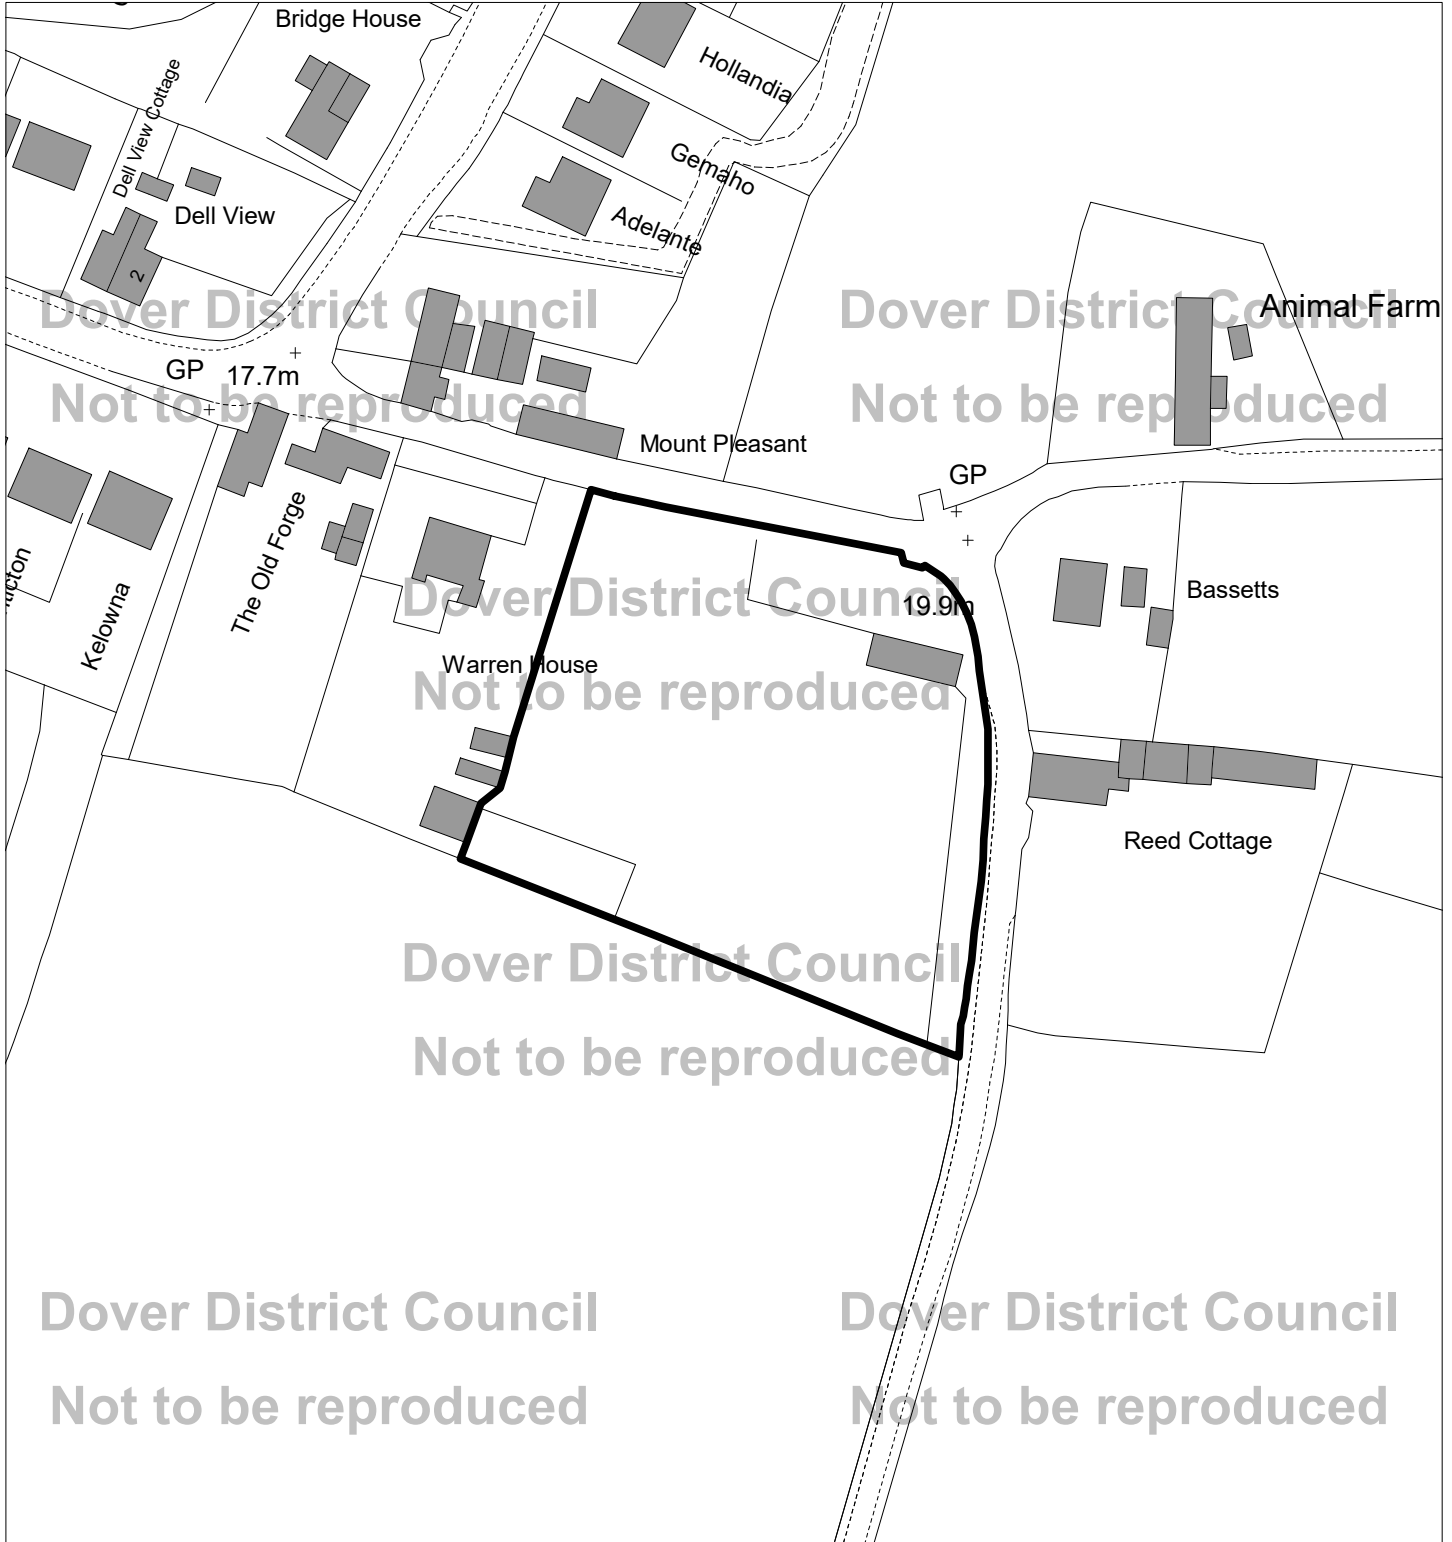 Bridge House
Hollandia
Dell View Cottage
Gemaho
Dell View
Adelante
2
Dover District Council
Dover District Council
Animal Farm
GP
17.7m
Not to be reproduced
Not to be reproduced
Mount Pleasant
GP
The Old Forge
Kelowna
Dover District Council
19.9m
Bassetts
Warren House
Not to be reproduced
Reed Cottage
Dover District Council
Not to be reproduced
Dover District Council
Dover District Council
Not to be reproduced
Not to be reproduced